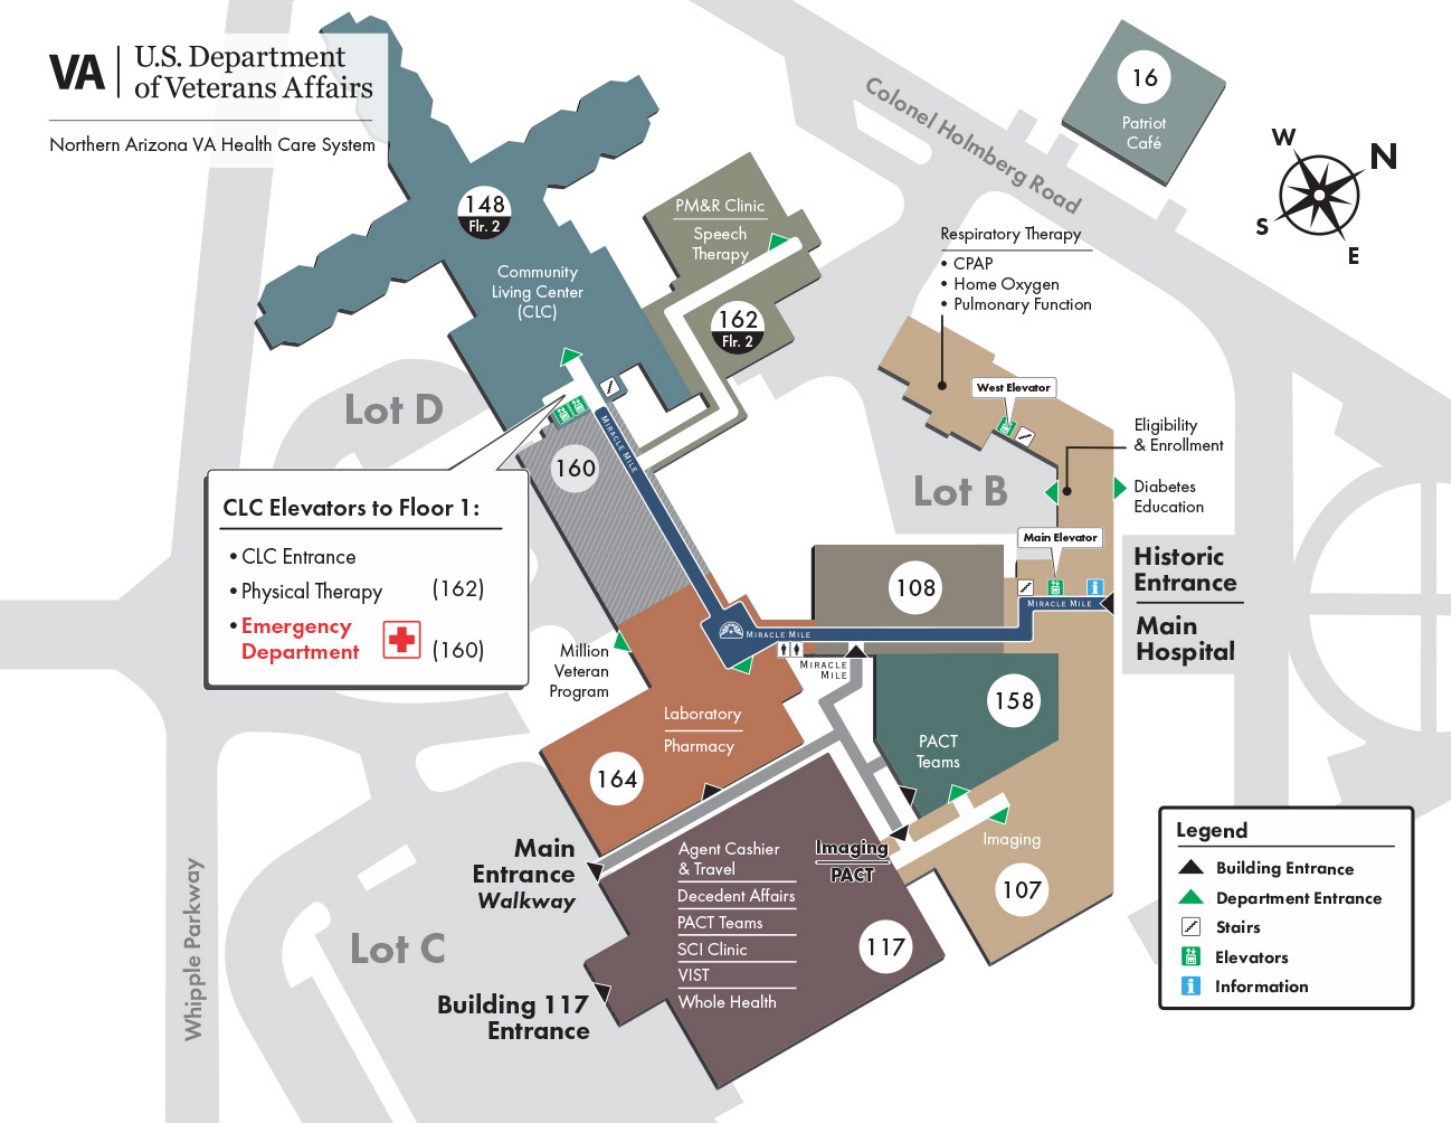 VA
U.S. Department
of Veterans Affairs
Northern Arizona VA Health Care System
Colonel Holmberg Road
16
Patriot
Café
W
N
S
E
148
Flr. 2
Community
Living Center
(CLC)
PM&R Clinic
Speech
Therapy
162
Flr. 2
Respiratory Therapy
• CPAP
• Home Oxygen
• Pulmonary Function
West Elevator
Eligibility
& Enrollment
Diabetes
Education
Lot D
Lot B
160
MIRACLE MILE
CLC Elevators to Floor 1:
• CLC Entrance
• Physical Therapy (162)
• Emergency
Department (160)
Main Elevator
Historic
Entrance
Main
Hospital
108
MIRACLE MILE
MIRACLE MILE
MIRACLE
MILE
Million
Veteran
Program
Laboratory
Pharmacy
164
158
PACT
Teams
Imaging
107
Main
Entrance
Walkway
Imaging
PACT
Agent Cashier
& Travel
Decedent Affairs
PACT Teams
SCI Clinic
VIST
Whole Health
117
Lot C
Building 117
Entrance
Whipple Parkway
Legend
Building Entrance
Department Entrance
Stairs
Elevators
Information